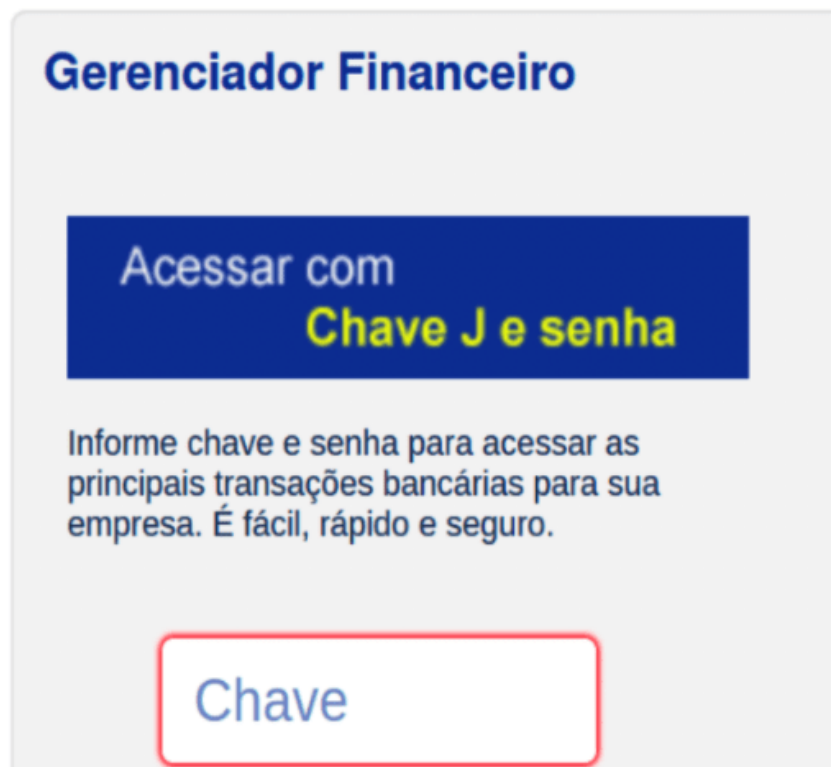 Gerenciador Financeiro
Acessar com
Chave J e senha
Informe chave e senha para acessar as
principais transações bancárias para sua
empresa. É fácil, rápido e seguro.
Chave